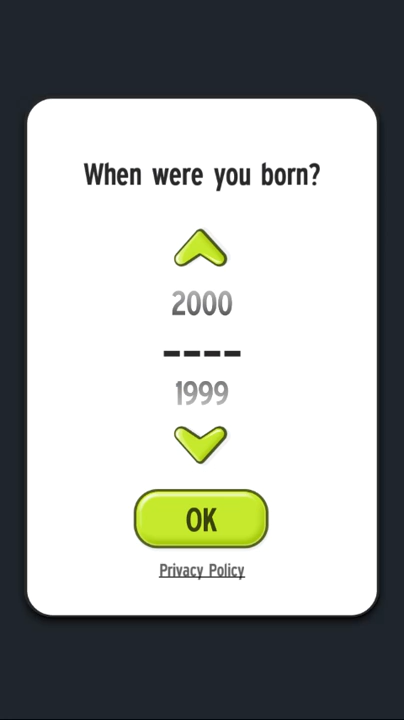 When were you born?
2000
----
1999
OK
Privacy Policy